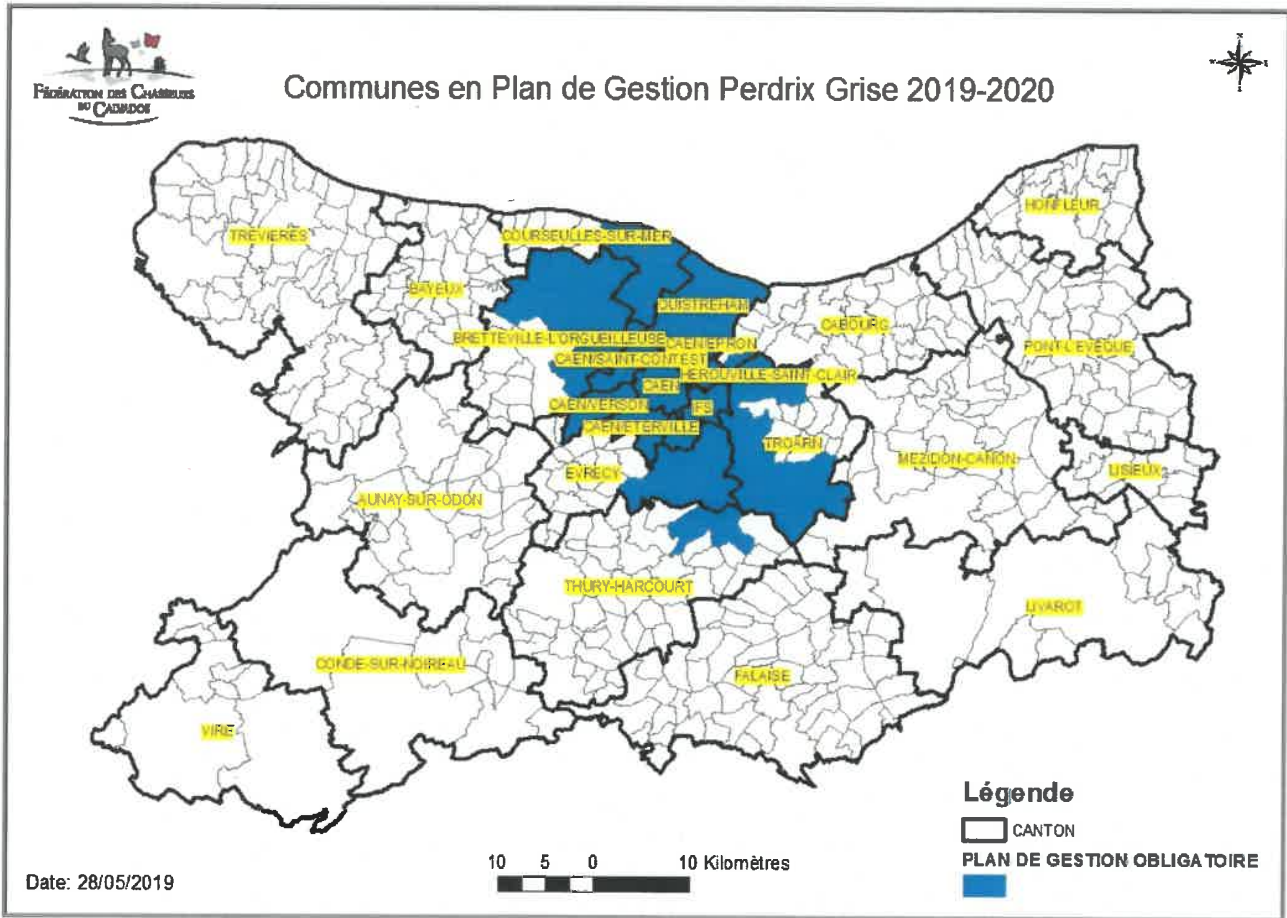 FÉDÉRATION DES CHASSEURS
DU CALVADOS
Communes en Plan de Gestion Perdrix Grise 2019-2020
HONFLEUR
TREVIERES
COURSEULLES-SUR-MER
BAYEUX
OUISTREHAM
CABOURG
BRETTEVILLE-L'ORGUEILLEUSE
CAEN/EPRON
PONT-L'EVEQUE
CAEN/SAINT-CONTEST
HEROUVILLE-SAINT-CLAIR
CAEN
CAEN/VERSON
IFS
CAEN/ETERVILLE
TROARN
MEZIDON-CANON
LISIEUX
EVRECY
AUNAY-SUR-ODON
THURY-HARCOURT
LIVAROT
CONDE-SUR-NOIREAU
FALAISE
VIRE
Légende
CANTON
PLAN DE GESTION OBLIGATOIRE
10 5 0 10 Kilomètres
Date: 28/05/2019